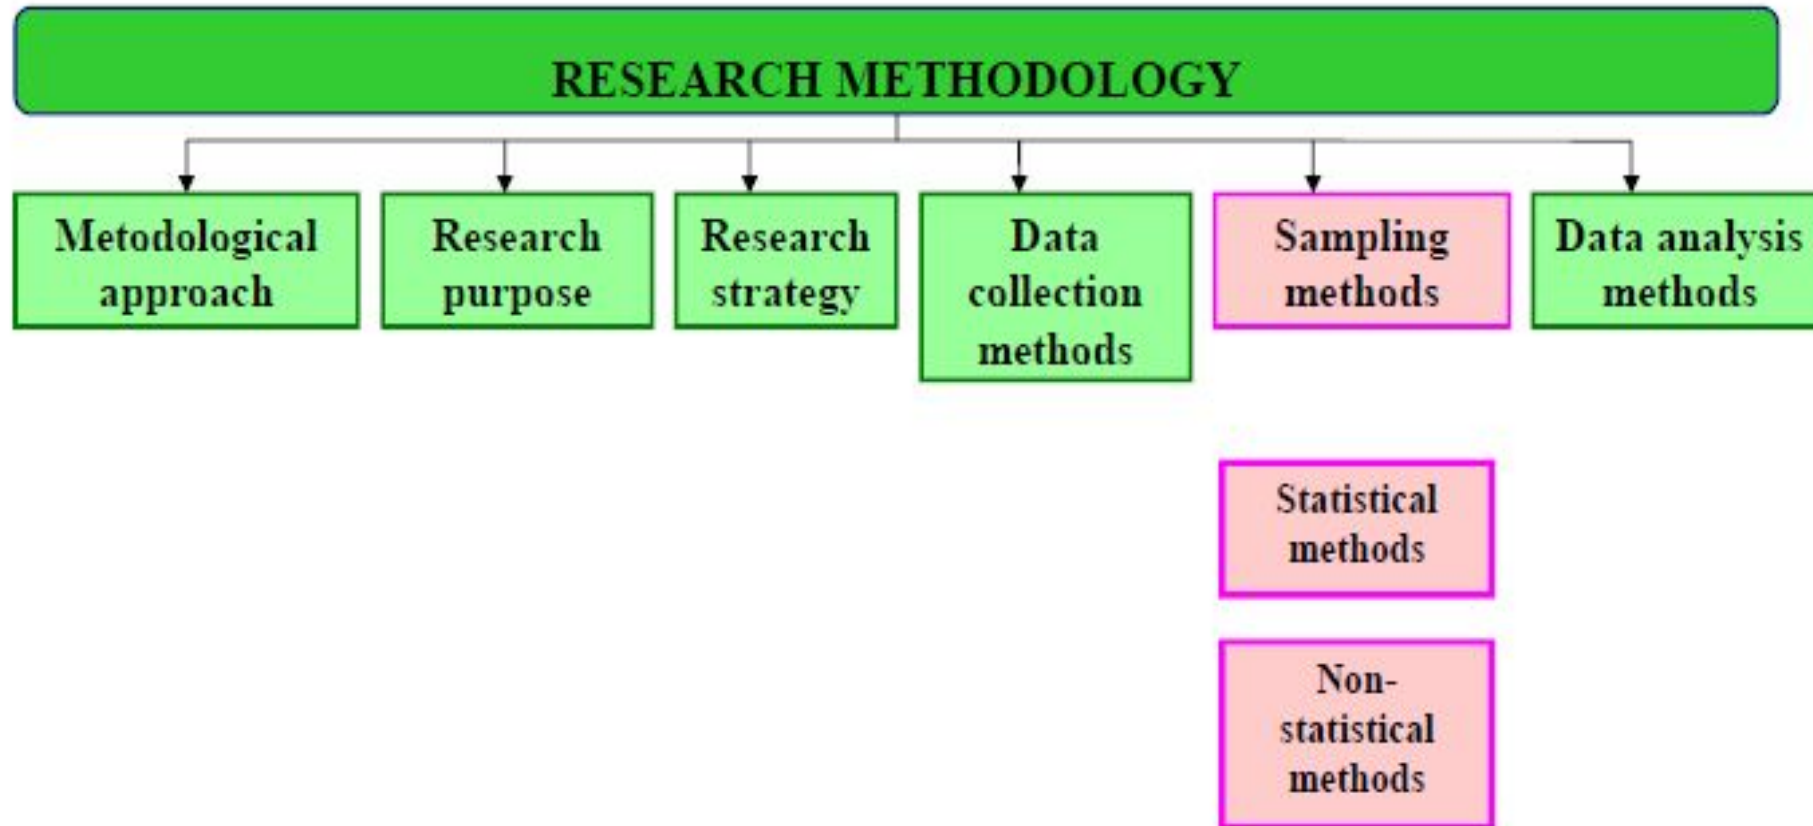 RESEARCH METHODOLOGY
Metodological
approach
Research
purpose
Research
strategy
Data
collection
methods
Sampling
methods
Data analysis
methods
Statistical
methods
Non-
statistical
methods